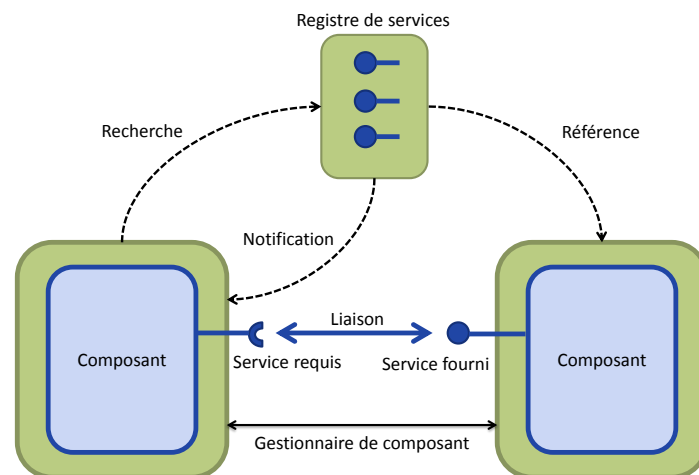 Registre de services
Recherche
Référence
Notification
Liaison
Composant
Service requis
Service fourni
Composant
Gestionnaire de composant